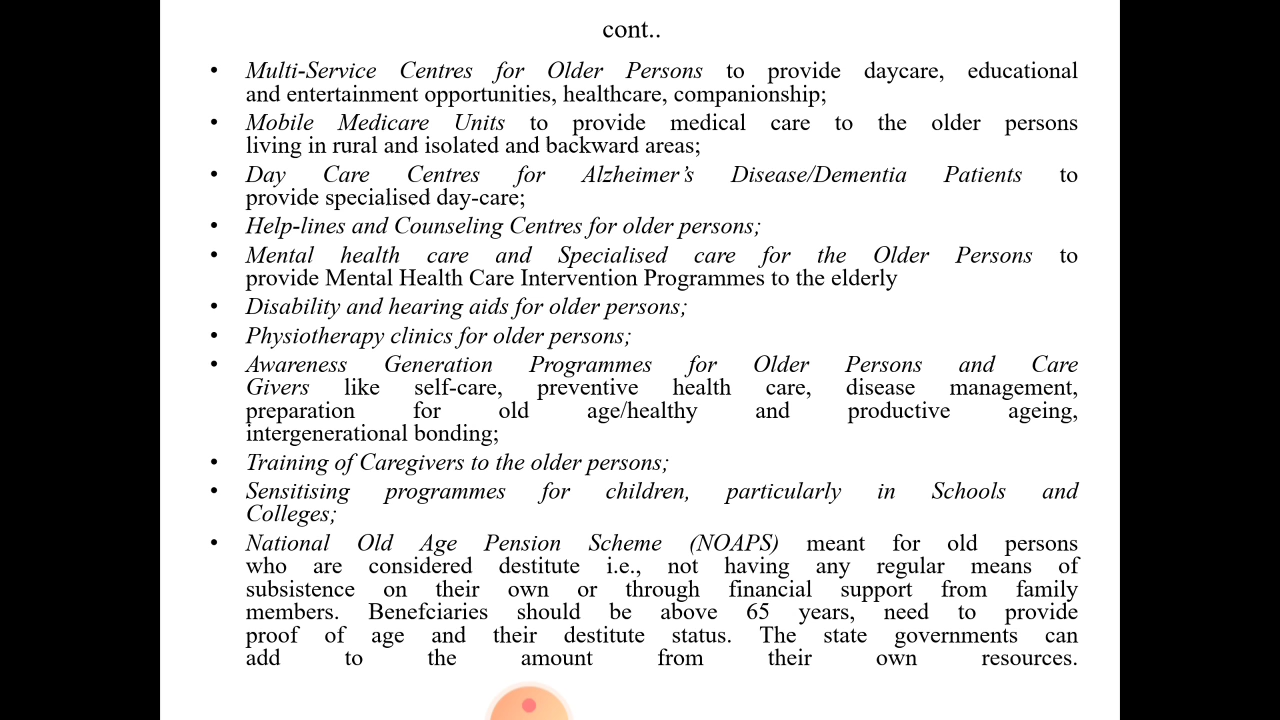 cont..
• Multi-Service Centres for Older Persons to provide daycare, educational
and entertainment opportunities, healthcare, companionship;
• Mobile Medicare Units to provide medical care to the older persons
living in rural and isolated and backward areas;
• Day Care Centres for Alzheimer’s Disease/Dementia Patients to
provide specialised day-care;
• Help-lines and Counseling Centres for older persons;
• Mental health care and Specialised care for the Older Persons to
provide Mental Health Care Intervention Programmes to the elderly
• Disability and hearing aids for older persons;
• Physiotherapy clinics for older persons;
• Awareness Generation Programmes for Older Persons and Care
Givers like self-care, preventive health care, disease management,
preparation for old age/healthy and productive ageing,
intergenerational bonding;
• Training of Caregivers to the older persons;
• Sensitising programmes for children, particularly in Schools and
Colleges;
• National Old Age Pension Scheme (NOAPS) meant for old persons
who are considered destitute i.e., not having any regular means of
subsistence on their own or through financial support from family
members. Benefciaries should be above 65 years, need to provide
proof of age and their destitute status. The state governments can
add to the amount from their own resources.